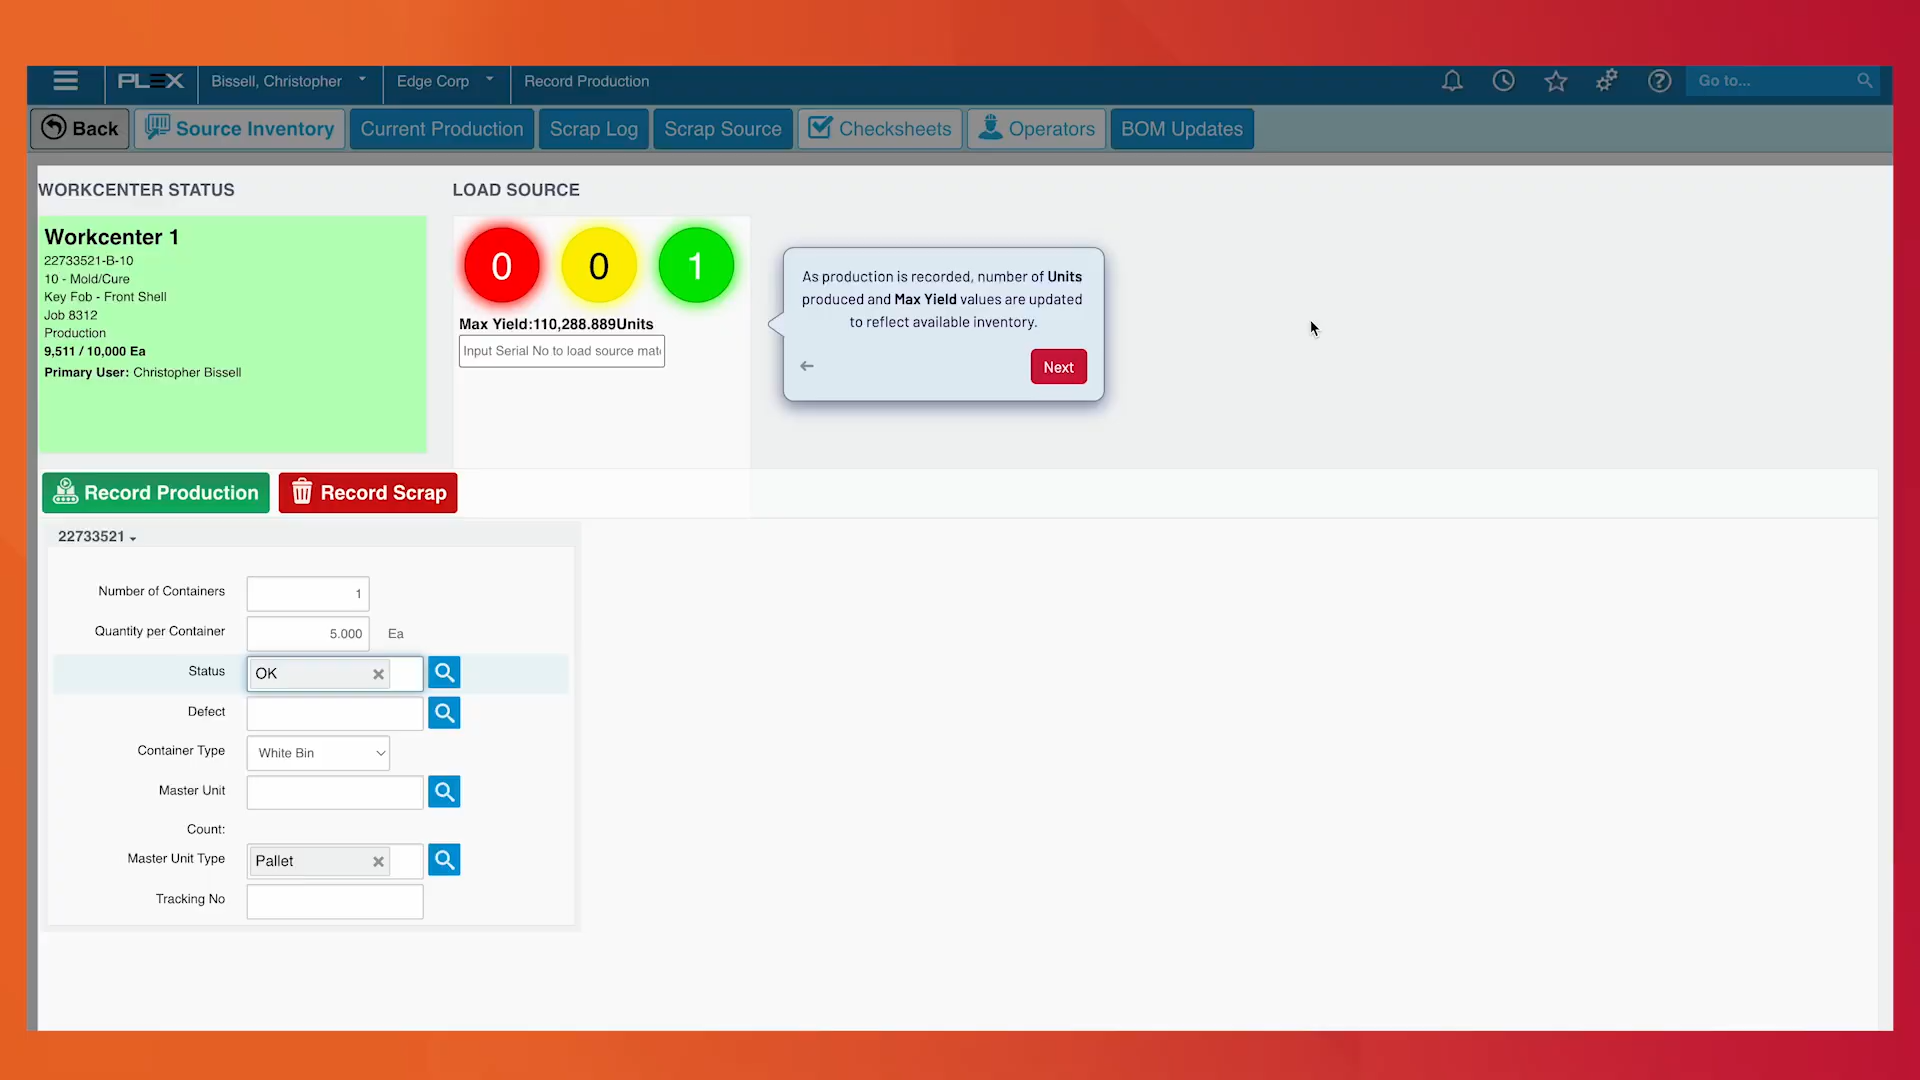 PLEX
Bissell, Christopher
Edge Corp
Record Production
Go to...
Back
Source Inventory
Current Production
Scrap Log
Scrap Source
Checksheets
Operators
BOM Updates
WORKCENTER STATUS
LOAD SOURCE
Workcenter 1
22733521-B-10
10 - Mold/Cure
Key Fob - Front Shell
Job 8312
Production
9,511 / 10,000 Ea
Primary User: Christopher Bissell
0
0
1
Max Yield:110,288.889Units
Input Serial No to load source mate
As production is recorded, number of Units
produced and Max Yield values are updated
to reflect available inventory.
Next
Record Production
Record Scrap
22733521
Number of Containers
1
Quantity per Container
5.000
Ea
Status
OK
Defect
Container Type
White Bin
Master Unit
Count:
Master Unit Type
Pallet
Tracking No